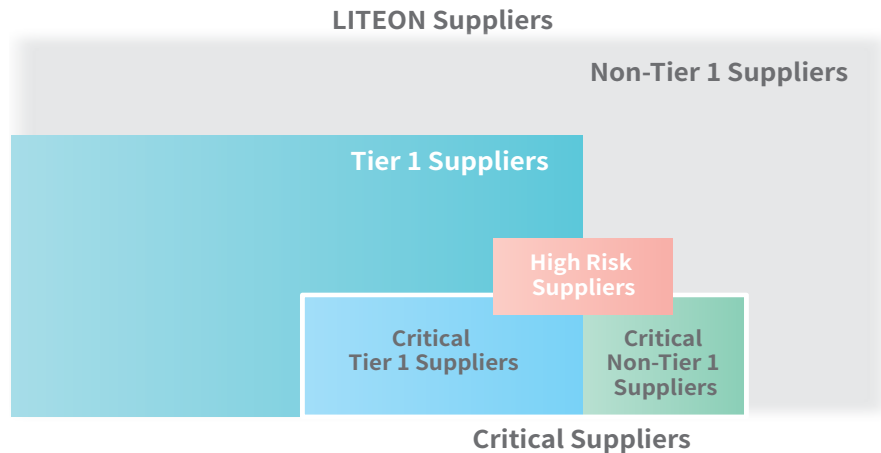 LITEON Suppliers
Non-Tier 1 Suppliers
Tier 1 Suppliers
High Risk
Suppliers
Critical
Tier 1 Suppliers
Critical
Non-Tier 1
Suppliers
Critical Suppliers